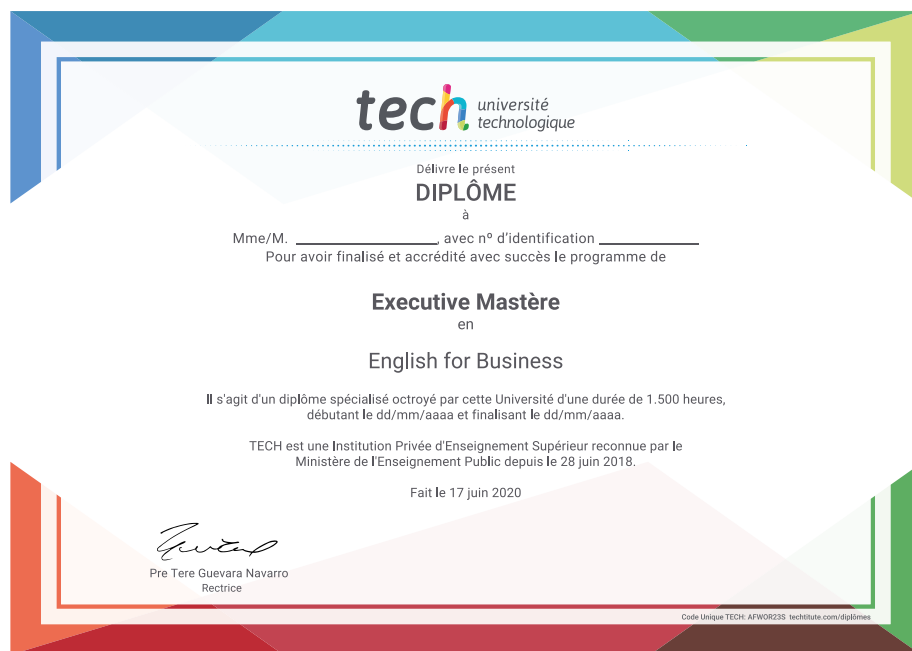 tech université
technologique
Délivre le présent
DIPLÔME
à
Mme/M. ____________________, avec nº d'identification ______________
Pour avoir finalisé et accrédité avec succès le programme de
Executive Mastère
en
English for Business
Il s'agit d'un diplôme spécialisé octroyé par cette Université d'une durée de 1.500 heures,
débutant le dd/mm/aaaa et finalisant le dd/mm/aaaa.
TECH est une Institution Privée d'Enseignement Supérieur reconnue par le
Ministère de l'Enseignement Public depuis le 28 juin 2018.
Fait le 17 juin 2020
Pre Tere Guevara Navarro
Rectrice
Code Unique TECH: AFWOR23S techtitute.com/diplômes